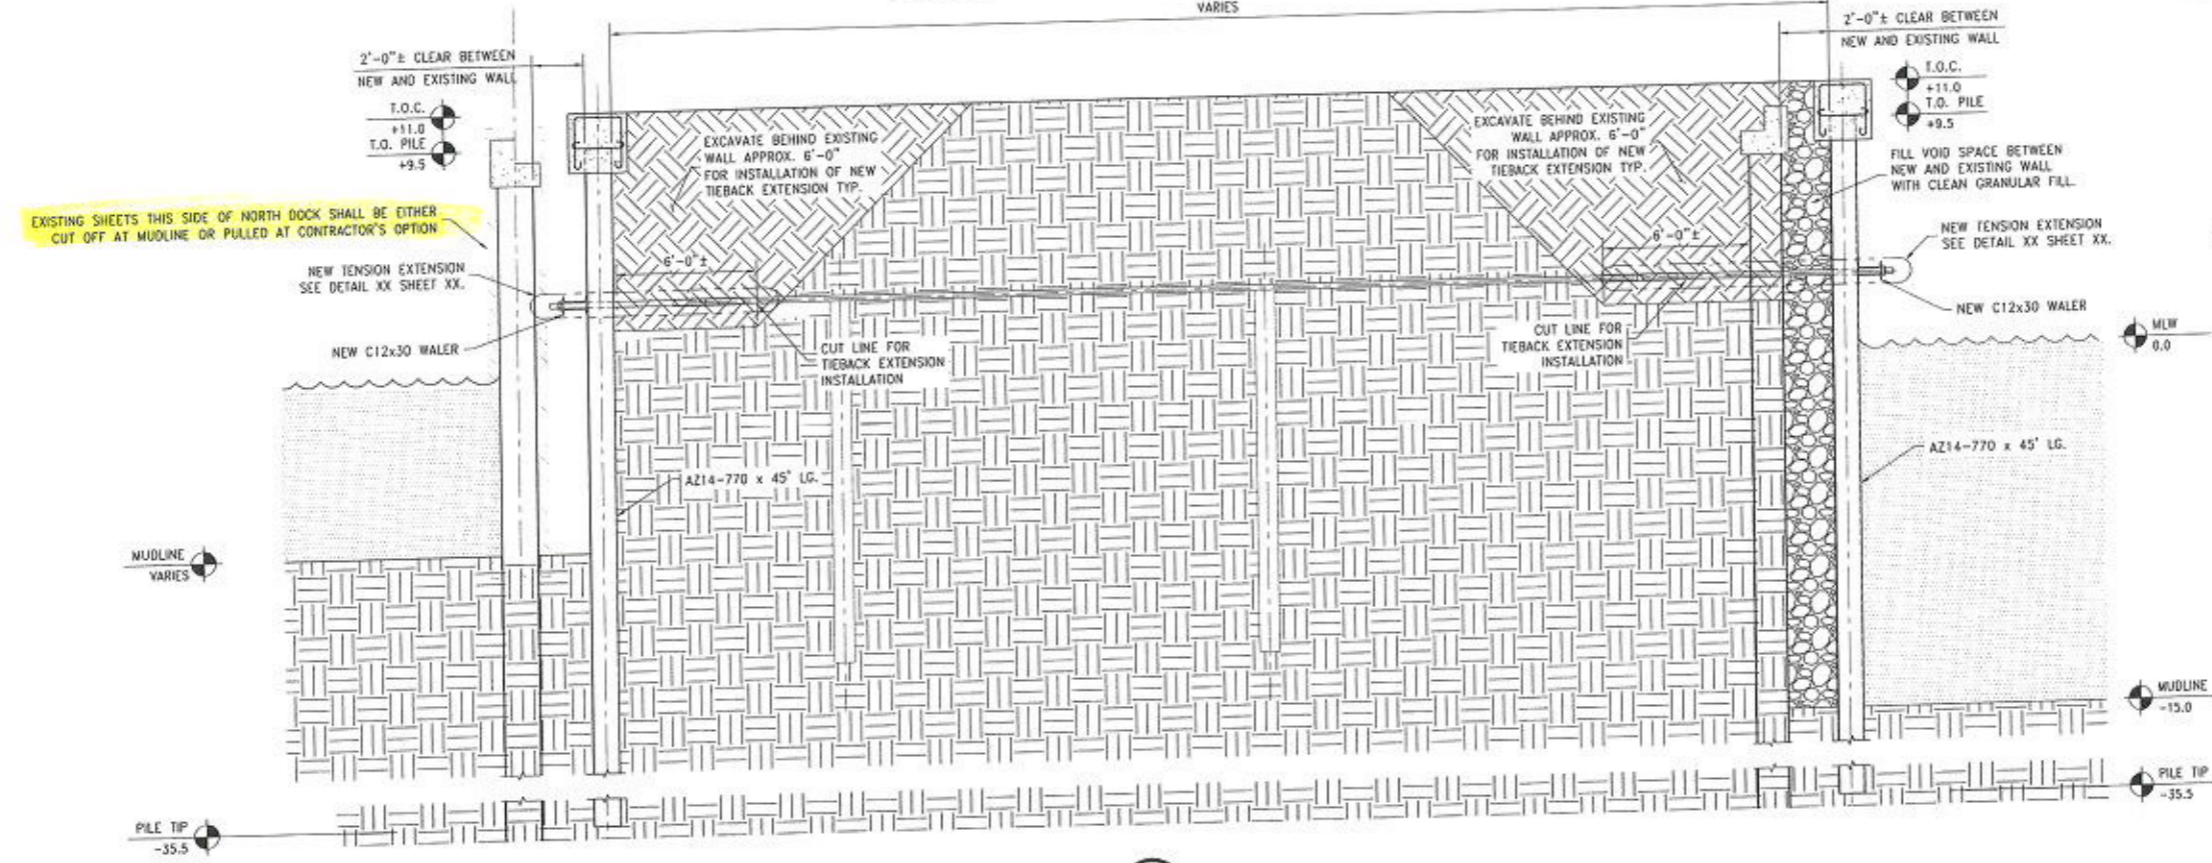 VARIES
2'-0"± CLEAR BETWEEN
NEW AND EXISTING WALL
T.O.C.
+11.0
T.O. PILE
+9.5
EXISTING SHEETS THIS SIDE OF NORTH DOCK SHALL BE EITHER
CUT OFF AT MUDLINE OR PULLED AT CONTRACTOR'S OPTION
NEW TENSION EXTENSION
SEE DETAIL XX SHEET XX.
NEW C12x30 WALER
EXCAVATE BEHIND EXISTING
WALL APPROX. 6'-0"
FOR INSTALLATION OF NEW
TIEBACK EXTENSION TYP.
6'-0"±
CUT LINE FOR
TIEBACK EXTENSION
INSTALLATION
AZ14-770 x 45' LG.
MUDLINE
VARIES
PILE TIP
-35.5
EXCAVATE BEHIND EXISTING
WALL APPROX. 6'-0"
FOR INSTALLATION OF NEW
TIEBACK EXTENSION TYP.
6'-0"±
CUT LINE FOR
TIEBACK EXTENSION
INSTALLATION
2'-0"± CLEAR BETWEEN
NEW AND EXISTING WALL
T.O.C.
+11.0
T.O. PILE
+9.5
FILL VOID SPACE BETWEEN
NEW AND EXISTING WALL
WITH CLEAN GRANULAR FILL.
NEW TENSION EXTENSION
SEE DETAIL XX SHEET XX.
NEW C12x30 WALER
MLW
0.0
AZ14-770 x 45' LG.
MUDLINE
-15.0
PILE TIP
-35.5